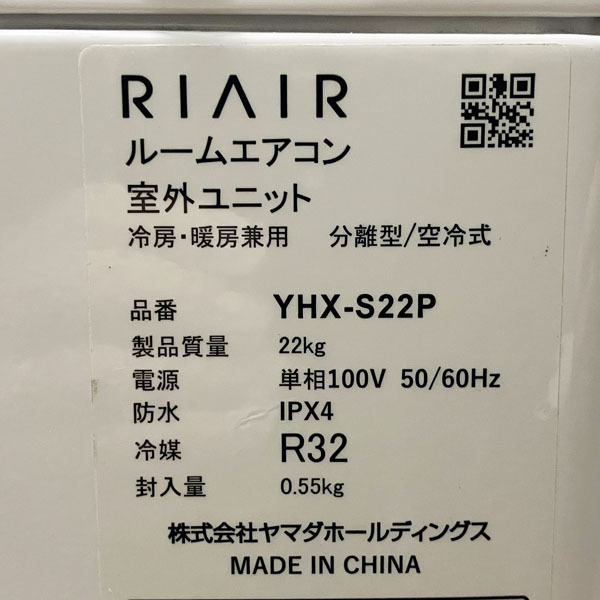 RIAIR
ルームエアコン
室外ユニット
冷房・暖房兼用 分離型/空冷式
品番 YHX-S22P
製品質量 22kg
電源 単相100V 50/60Hz
防水 IPX4
冷媒 R32
封入量 0.55kg
株式会社ヤマダホールディングス
MADE IN CHINA